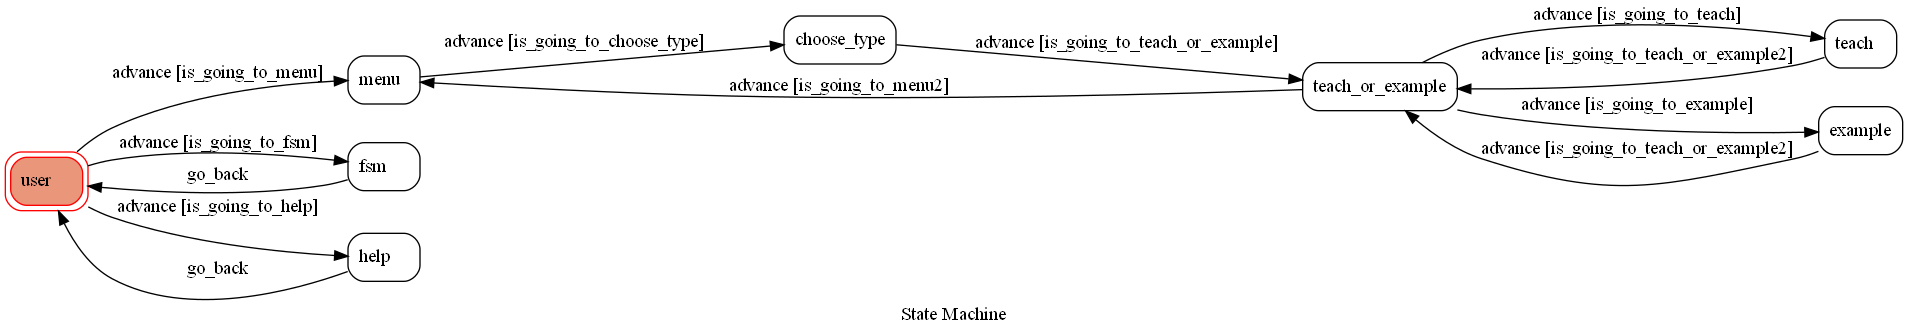 advance [is_going_to_teach]
teach
choose_type
advance [is_going_to_choose_type]
advance [is_going_to_teach_or_example]
advance [is_going_to_teach_or_example2]
advance [is_going_to_menu]
menu
advance [is_going_to_menu2]
teach_or_example
advance [is_going_to_example]
example
advance [is_going_to_fsm]
advance [is_going_to_teach_or_example2]
user
go_back
fsm
advance [is_going_to_help]
help
go_back
State Machine